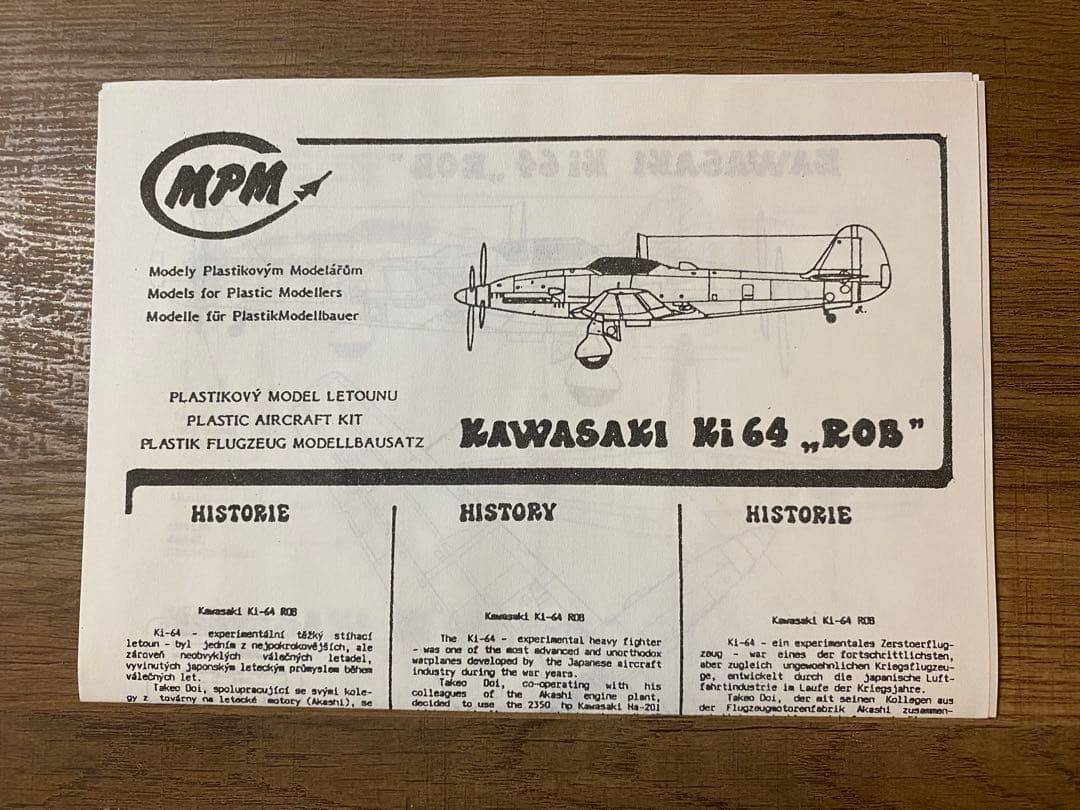 MPM
Modely Plastikovým Modelářům
Models for Plastic Modellers
Modelle für PlastikModellbauer
PLASTIKOVÝ MODEL LETOUNU
PLASTIC AIRCRAFT KIT
PLASTIK FLUGZEUG MODELLBAUSATZ
KAWASAKI Ki 64 „ROB”
HISTORIE
Kawasaki Ki-64 ROB
Ki-64 - experimentální těžký stíhací
letoun - byl jedním z nejpokrokovějších, ale
zároveň neobvyklých válečných letadel,
vyvinutých japonským leteckým průmyslem během
válečných let.
Takeo Doi, spolupracující se svými kole-
gy z továrny na letecké motory (Akashi), se
HISTORY
Kawasaki Ki-64 ROB
The Ki-64 - experimental heavy fighter
- was one of the most advanced and unorthodox
warplanes developed by the Japanese aircraft
industry during the war years.
Takeo Doi, co-operating with his
colleagues of the Akashi engine plant,
decided to use the 2350 hp Kawasaki Ha-201
HISTORIE
Kawasaki Ki-64 ROB
Ki-64 - ein experimentales Zerstoerflug-
zeug - war eines der fortschrittlichsten,
aber zugleich ungewoehnlichen Kriegsflugzeu-
ge, entwickelt durch die japanische Luft-
fahrtindustrie im Laufe der Kriegsjahre.
Takeo Doi, der mit seinen Kollegen aus
der Flugzeugmotorenfabrik Akashi zusammen-